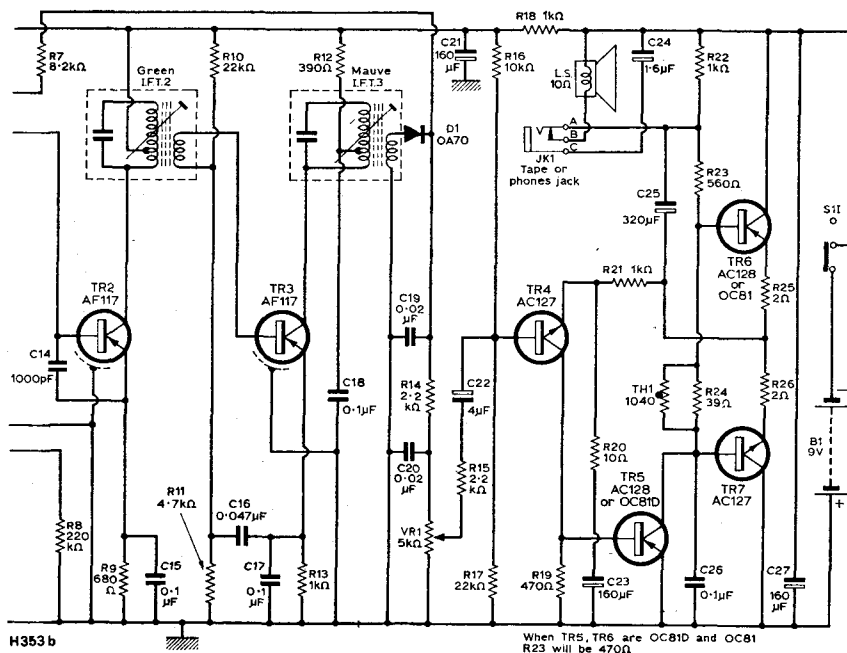 R7
8·2kΩ
Green
I.F.T.2
R10
22kΩ
R12
390Ω
Mauve
I.F.T.3
D1
OA70
C21
160
μF
R16
10kΩ
R18 1kΩ
L.S.
10Ω
C24
1·6μF
R22
1kΩ
A
B
C
JK1
Tape or
phones jack
R23
560Ω
C25
320μF
TR6
AC128
or
OC81
S1I
TR2
AF117
C14
1000pF
TR3
AF117
C19
0·02
μF
R14
2·2
kΩ
C18
0·1μF
C20
0·02
μF
TR4
AC127
R21 1kΩ
R25
2Ω
C22
4μF
R15
2·2
kΩ
TH1
1040
R24
39Ω
R26
2Ω
R20
10Ω
TR5
AC128
or OC81D
TR7
AC127
B1
9V
−
+
R8
220
kΩ
R11
4·7kΩ
C16
0·047μF
VR1
5kΩ
R9
680
Ω
C15
0·1
μF
C17
0·1
μF
R13
1kΩ
R17
22kΩ
R19
470Ω
C23
160μF
C26
0·1μF
C27
160
μF
H353b
When TR5, TR6 are OC81D and OC81
R23 will be 470Ω